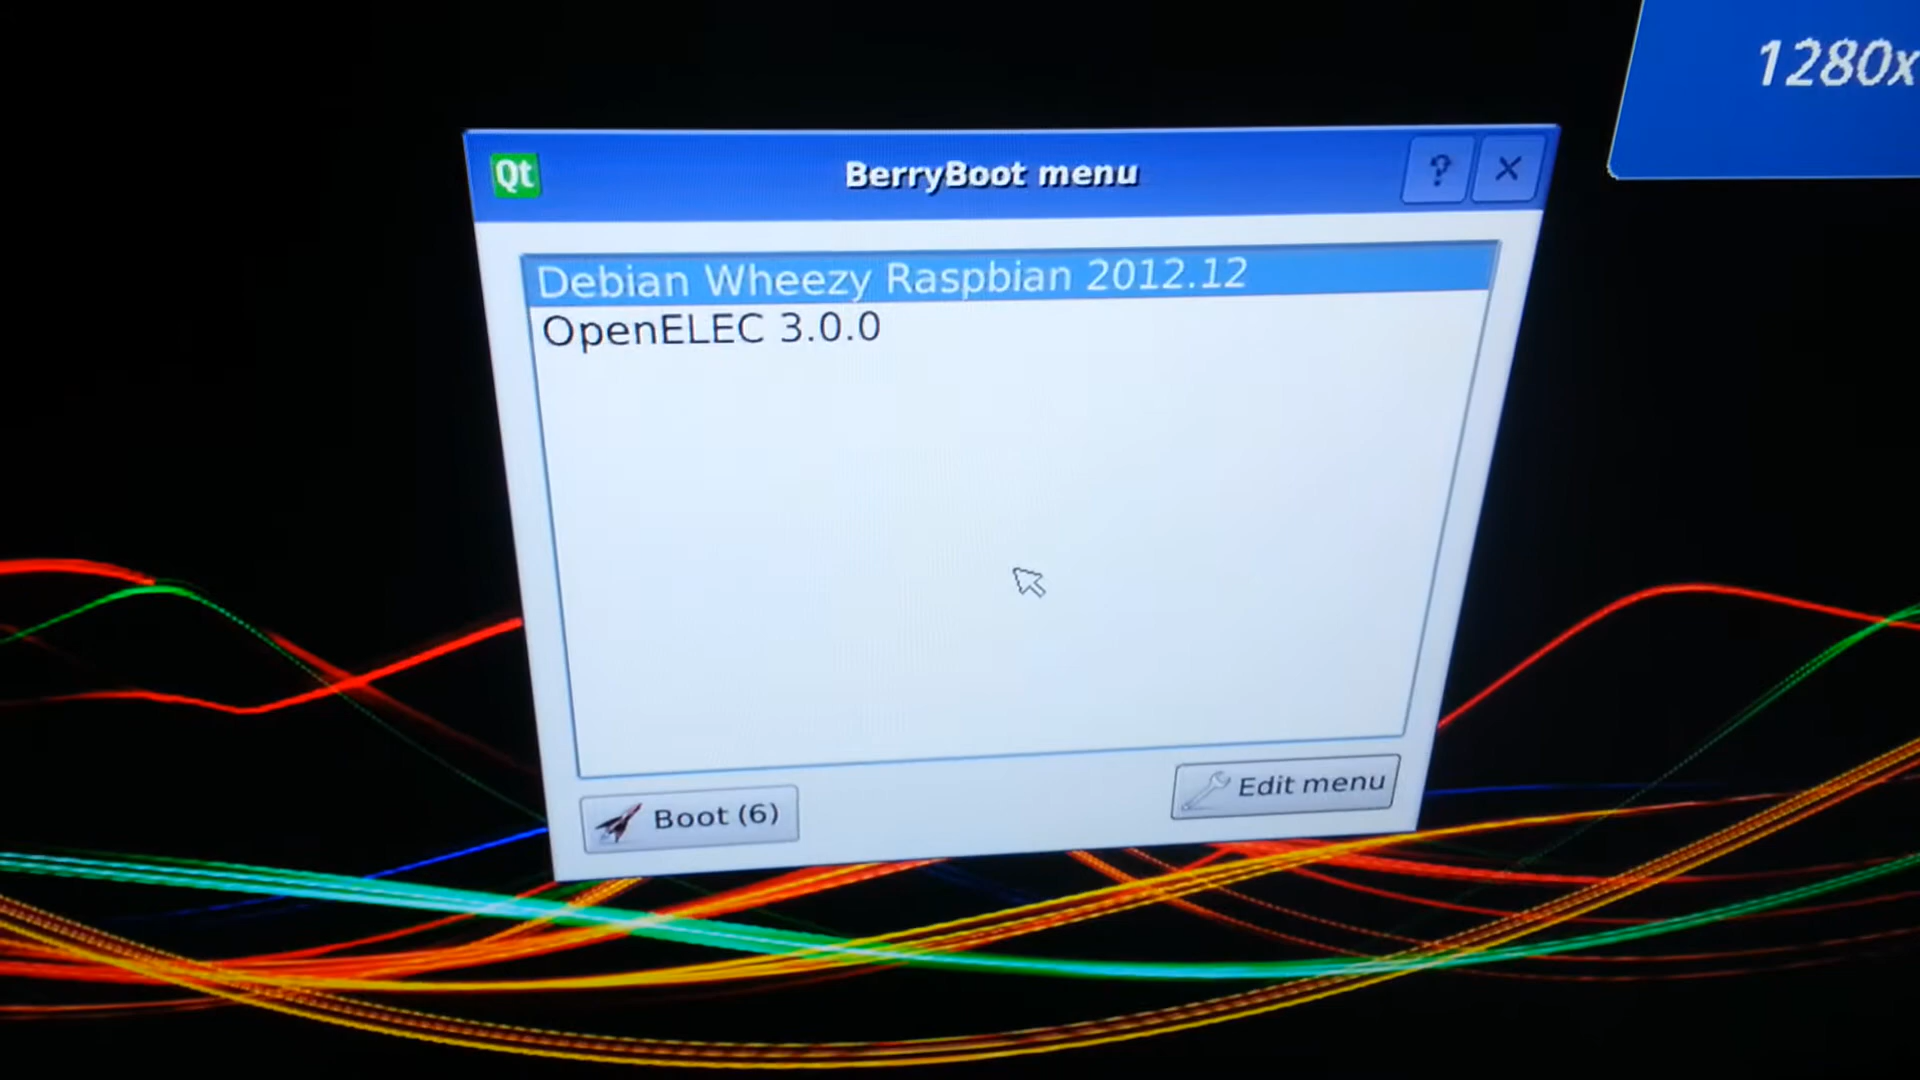 1280x
Qt
BerryBoot menu
?
Debian Wheezy Raspbian 2012.12
OpenELEC 3.0.0
Boot (6)
Edit menu